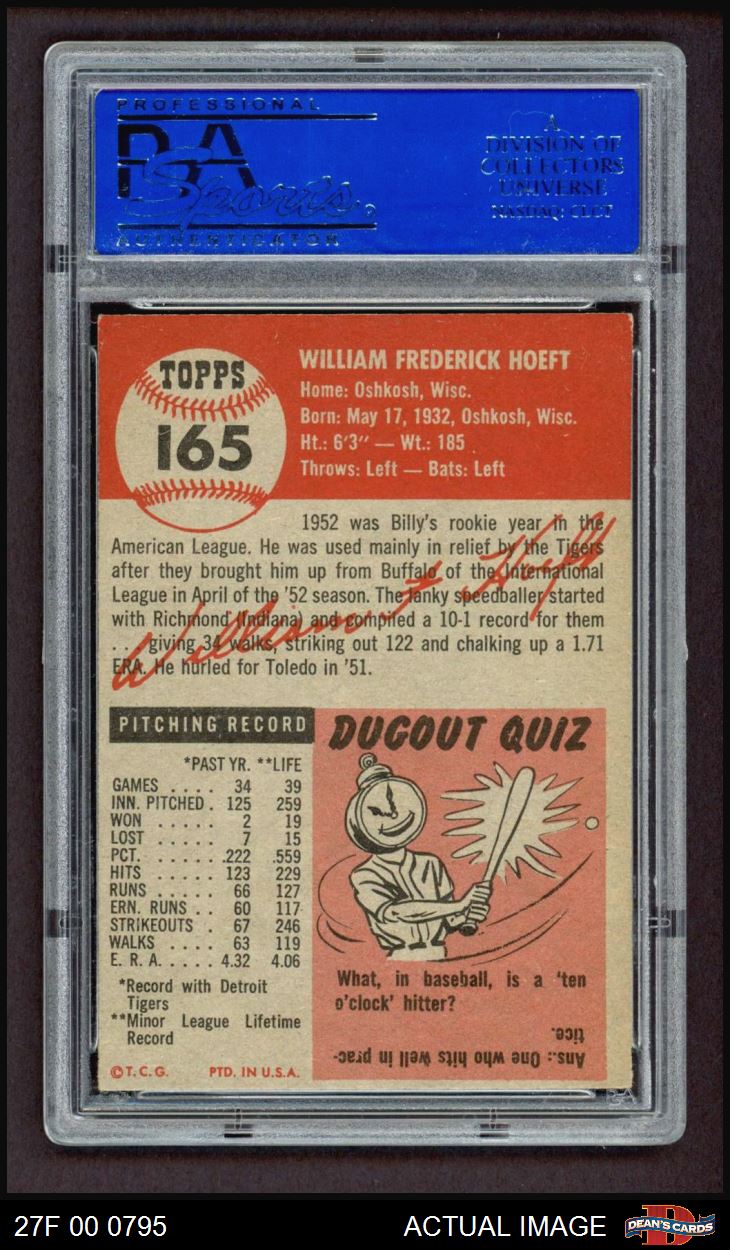 PROFESSIONAL
PSA
Sports
AUTHENTICATOR
A
DIVISION OF
COLLECTORS
UNIVERSE
NASDAQ: CLCT
TOPPS
165
WILLIAM FREDERICK HOEFT
Home: Oshkosh, Wisc.
Born: May 17, 1932, Oshkosh, Wisc.
Ht.: 6'3" — Wt.: 185
Throws: Left — Bats: Left
1952 was Billy's rookie year in the
American League. He was used mainly in relief by the Tigers
after they brought him up from Buffalo of the International
League in April of the '52 season. The lanky speedballer started
with Richmond (Indiana) and compiled a 10-1 record for them
. . . giving 34 walks, striking out 122 and chalking up a 1.71
ERA. He hurled for Toledo in '51.
William F Hoeft
PITCHING RECORD
*PAST YR. **LIFE
GAMES . . . . 34 39
INN. PITCHED . 125 259
WON . . . . . 2 19
LOST . . . . . 7 15
PCT. . . . . . .222 .559
HITS . . . . . 123 229
RUNS . . . . . 66 127
ERN. RUNS . . 60 117
STRIKEOUTS . 67 246
WALKS . . . . 63 119
E. R. A. . . . . . 4.32 4.06
*Record with Detroit
Tigers
**Minor League Lifetime
Record
©T. C. G. PTD. IN U.S.A.
DUGOUT QUIZ
What, in baseball, is a 'ten
o'clock' hitter?
Ans.: One who hits well in prac-
tice.
27F 00 0795
ACTUAL IMAGE
D
DEAN'S CARDS